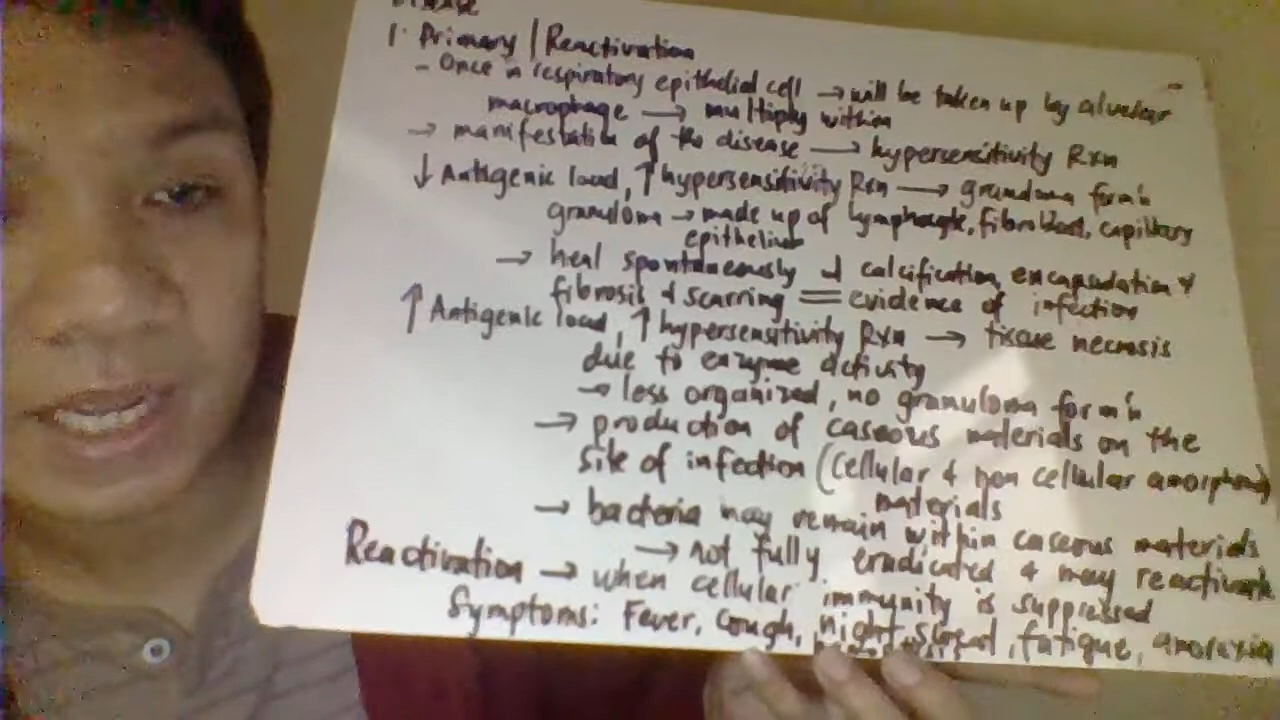 Disease
1. Primary / Reactivation
- Once in respiratory epithelial cell → will be taken up by alveolar
macrophage → multiply within
→ manifestation of the disease → hypersensitivity Rxn
↓ Antigenic load, ↑ hypersensitivity Rxn → granuloma form'n
granuloma → made up of lymphocyte, fibroblast, capillary
epithelium
→ heal spontaneously calcification, encapsulation &
fibrosis & scarring = evidence of infection
↑ Antigenic load, ↑ hypersensitivity Rxn → tissue necrosis
due to enzyme activity
→ less organized, no granuloma form'n
→ production of caseous materials on the
site of infection (cellular & non cellular amorphous)
materials
→ bacteria may remain within caseous materials
→ not fully eradicated & may reactivate
Reactivation → when cellular immunity is suppressed
Symptoms: Fever, cough, night , fatigue, anorexia